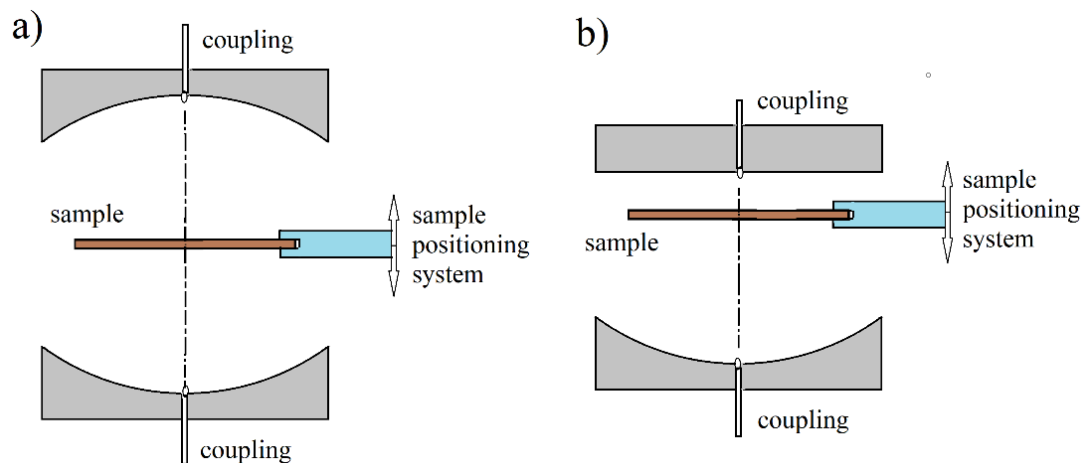 a)
coupling
sample
sample
positioning
system
coupling
b)
coupling
sample
sample
positioning
system
coupling